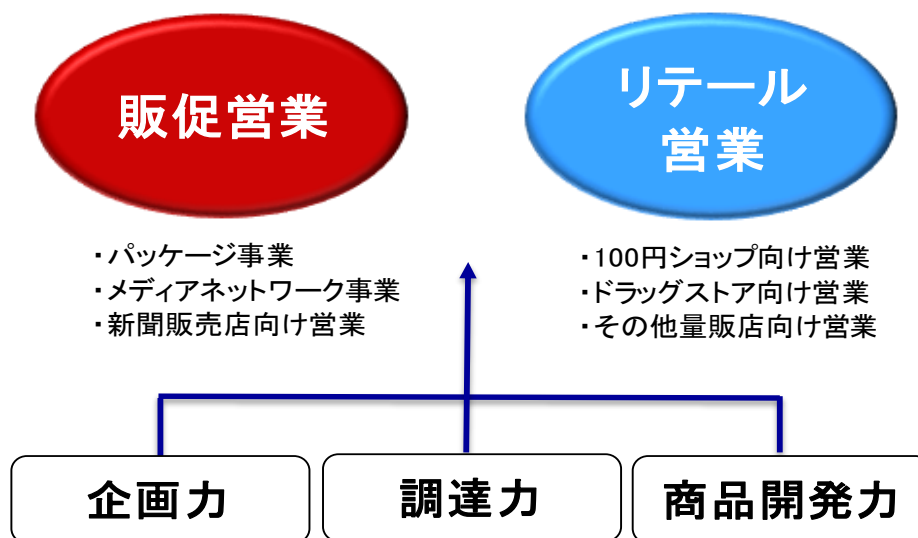 販促営業
リテール
営業
・パッケージ事業
・メディアネットワーク事業
・新聞販売店向け営業
・100円ショップ向け営業
・ドラッグストア向け営業
・その他量販店向け営業
企画力
調達力
商品開発力